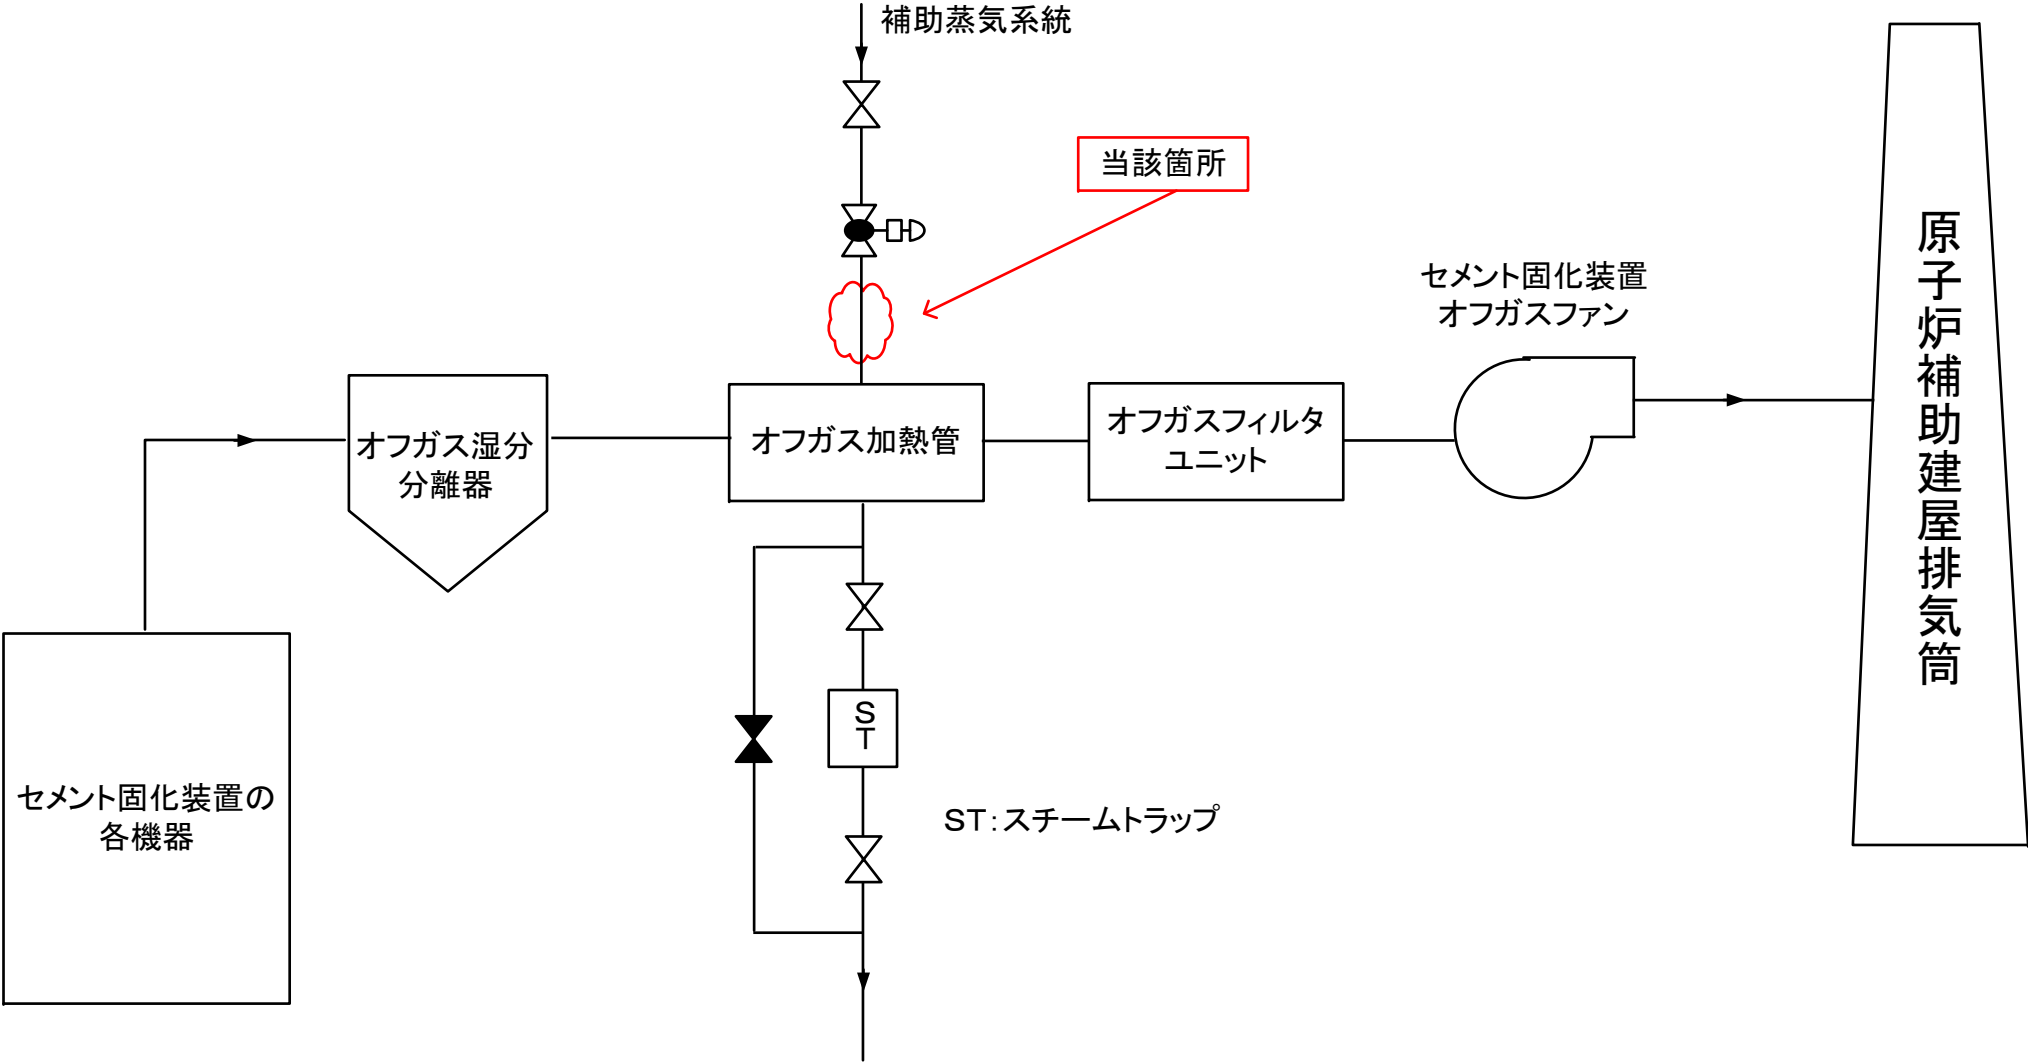 補助蒸気系統
当該箇所
セメント固化装置
オフガスファン
原子炉補助建屋排気筒
オフガス湿分
分離器
オフガス加熱管
オフガスフィルタ
ユニット
S
T
セメント固化装置の
各機器
ST:スチームトラップ